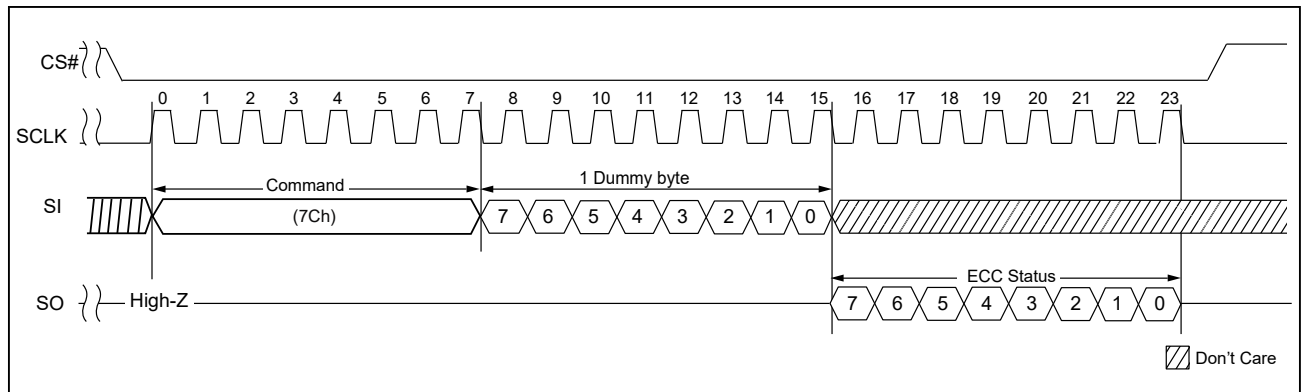 CS#
0 1 2 3 4 5 6 7 8 9 10 11 12 13 14 15 16 17 18 19 20 21 22 23
SCLK
Command 1 Dummy byte
SI (7Ch) 7 6 5 4 3 2 1 0
ECC Status
SO High-Z 7 6 5 4 3 2 1 0
Don't Care